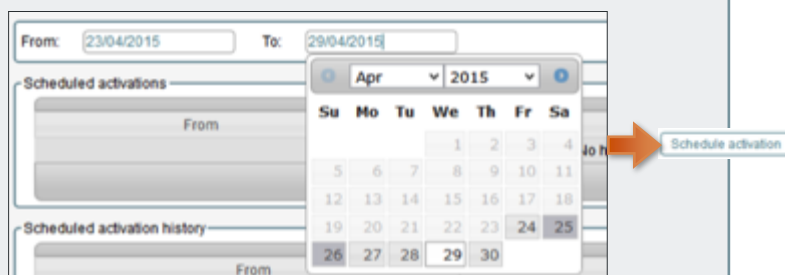 From: 23/04/2015 To: 29/04/2015
Apr 2015
Scheduled activations
Su Mo Tu We Th Fr Sa
From
1 2 3 4
No h
Schedule activation
5 6 7 8 9 10 11
12 13 14 15 16 17 18
19 20 21 22 23 24 25
Scheduled activation history
26 27 28 29 30
From